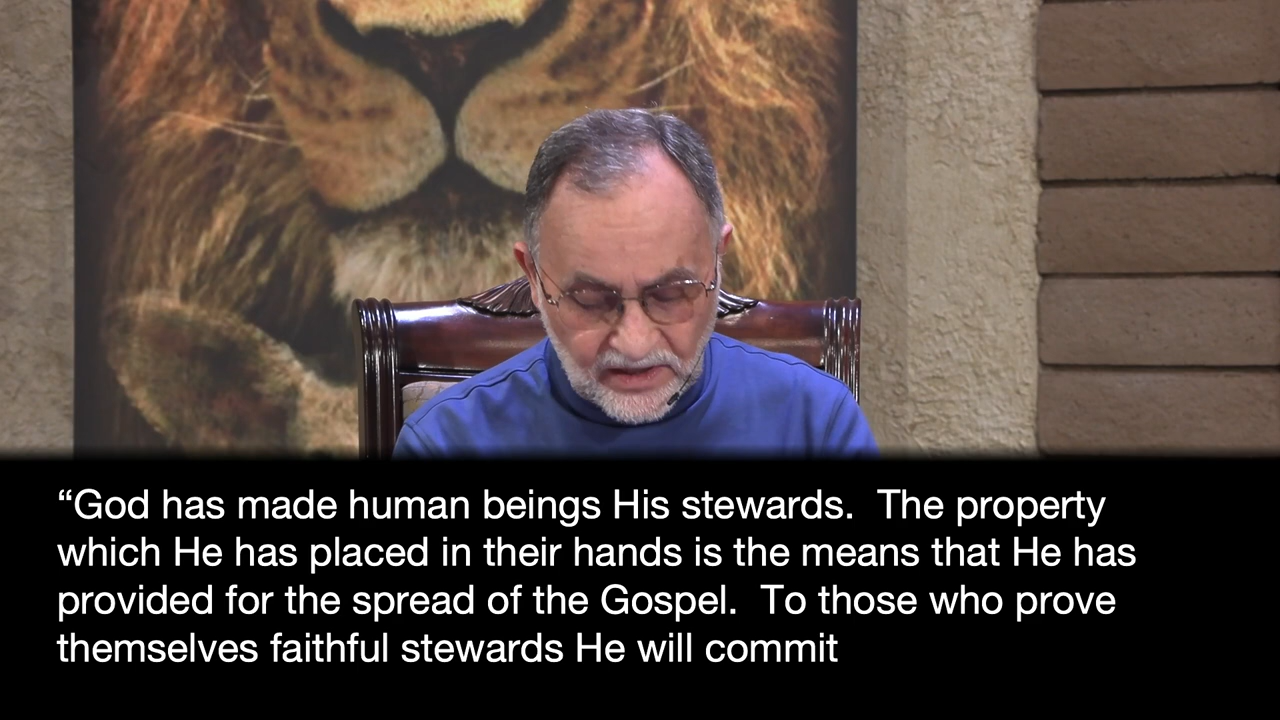 “God has made human beings His stewards.  The property
which He has placed in their hands is the means that He has
provided for the spread of the Gospel.  To those who prove
themselves faithful stewards He will commit